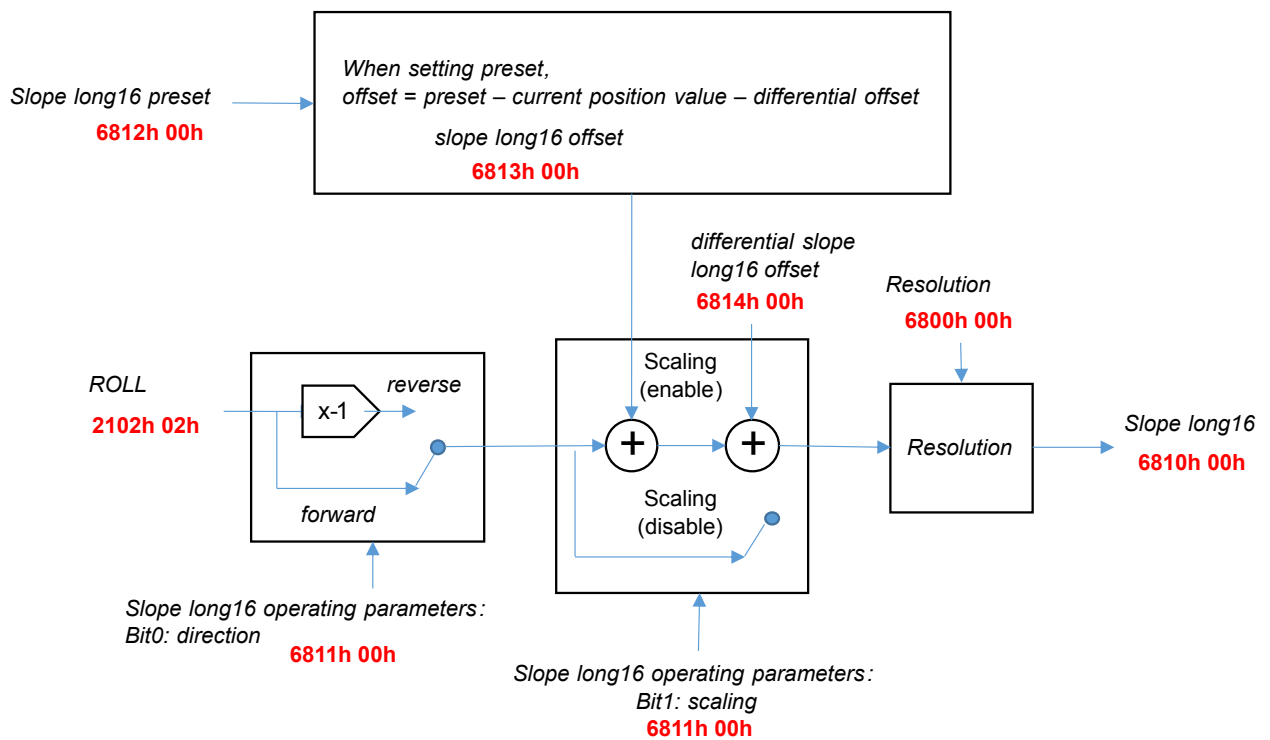 When setting preset,
offset = preset – current position value – differential offset
slope long16 offset
6813h 00h
Slope long16 preset
6812h 00h
differential slope
long16 offset
6814h 00h
Resolution
6800h 00h
ROLL
2102h 02h
x-1
reverse
forward
Scaling
(enable)
+
+
Scaling
(disable)
Resolution
Slope long16
6810h 00h
Slope long16 operating parameters:
Bit0: direction
6811h 00h
Slope long16 operating parameters:
Bit1: scaling
6811h 00h